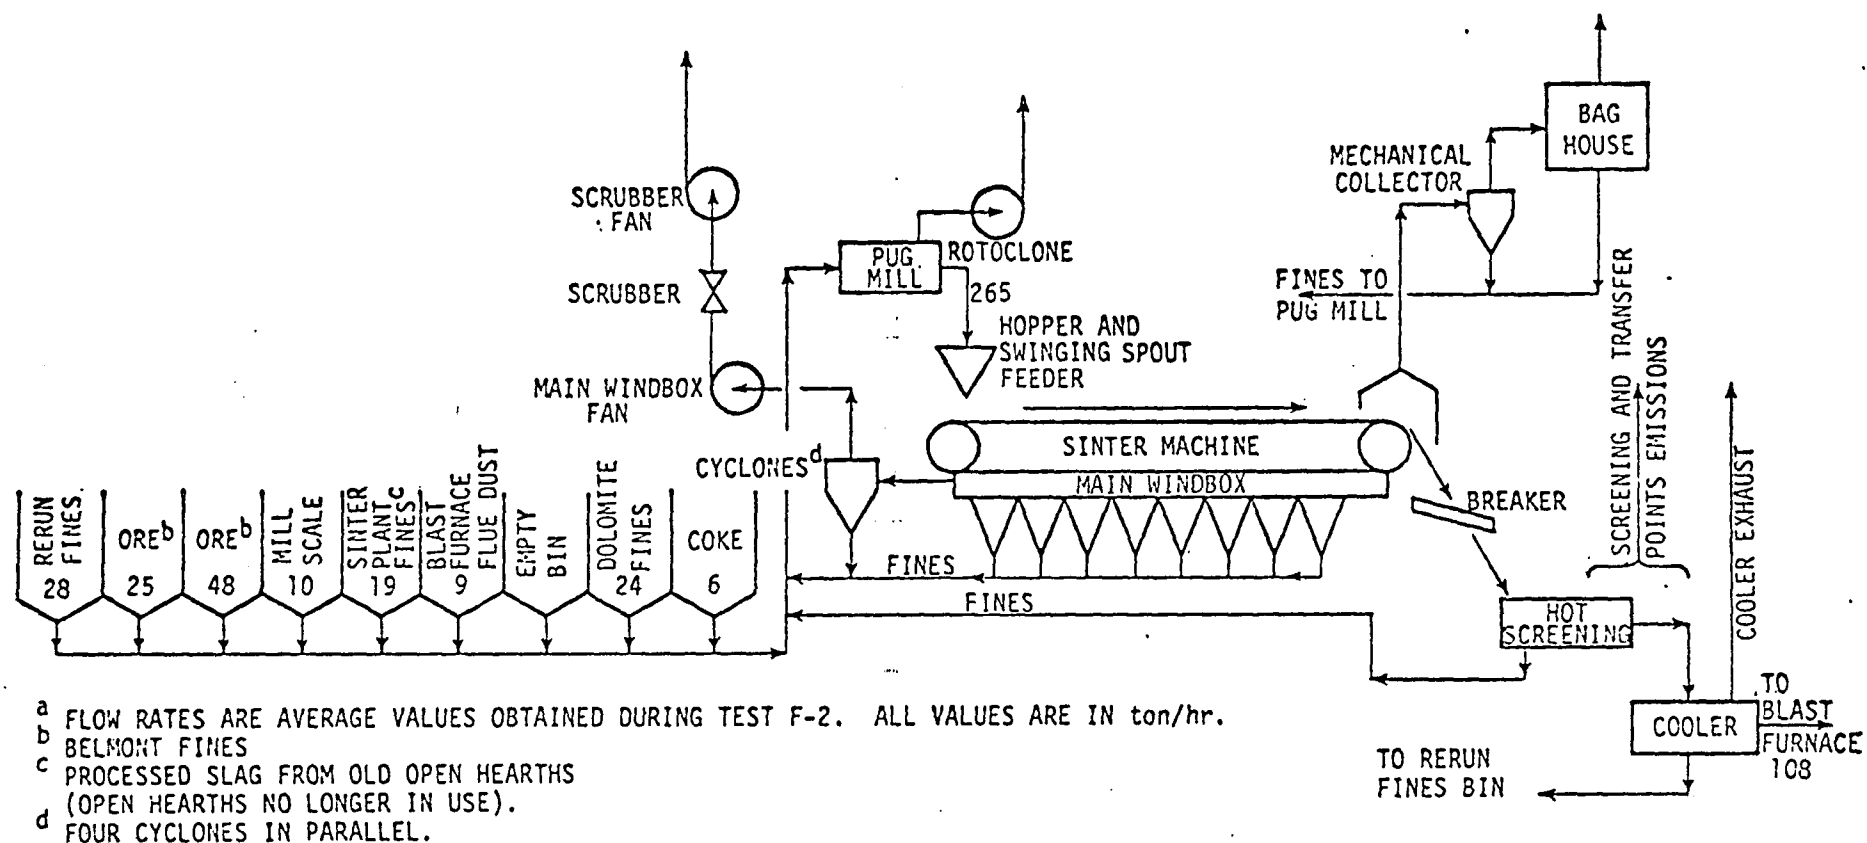 BAG
HOUSE
MECHANICAL
COLLECTOR
SCRUBBER
FAN
ROTOCLONE
PUG
MILL
SCRUBBER
265
FINES TO
PUG MILL
HOPPER AND
SWINGING SPOUT
FEEDER
MAIN WINDBOX
FAN
SCREENING AND TRANSFER
POINTS EMISSIONS
SINTER MACHINE
CYCLONES d
MAIN WINDBOX
BREAKER
COOLER EXHAUST
RERUN
FINES
28
ORE b
25
ORE b
48
MILL
SCALE
10
SINTER
PLANT
FINES c
19
BLAST
FURNACE
FLUE DUST
9
EMPTY
BIN
DOLOMITE
FINES
24
COKE
6
FINES
FINES
HOT
SCREENING
COOLER
TO
BLAST
FURNACE
108
TO RERUN
FINES BIN
a FLOW RATES ARE AVERAGE VALUES OBTAINED DURING TEST F-2. ALL VALUES ARE IN ton/hr.
b BELMONT FINES
c PROCESSED SLAG FROM OLD OPEN HEARTHS
(OPEN HEARTHS NO LONGER IN USE).
d FOUR CYCLONES IN PARALLEL.